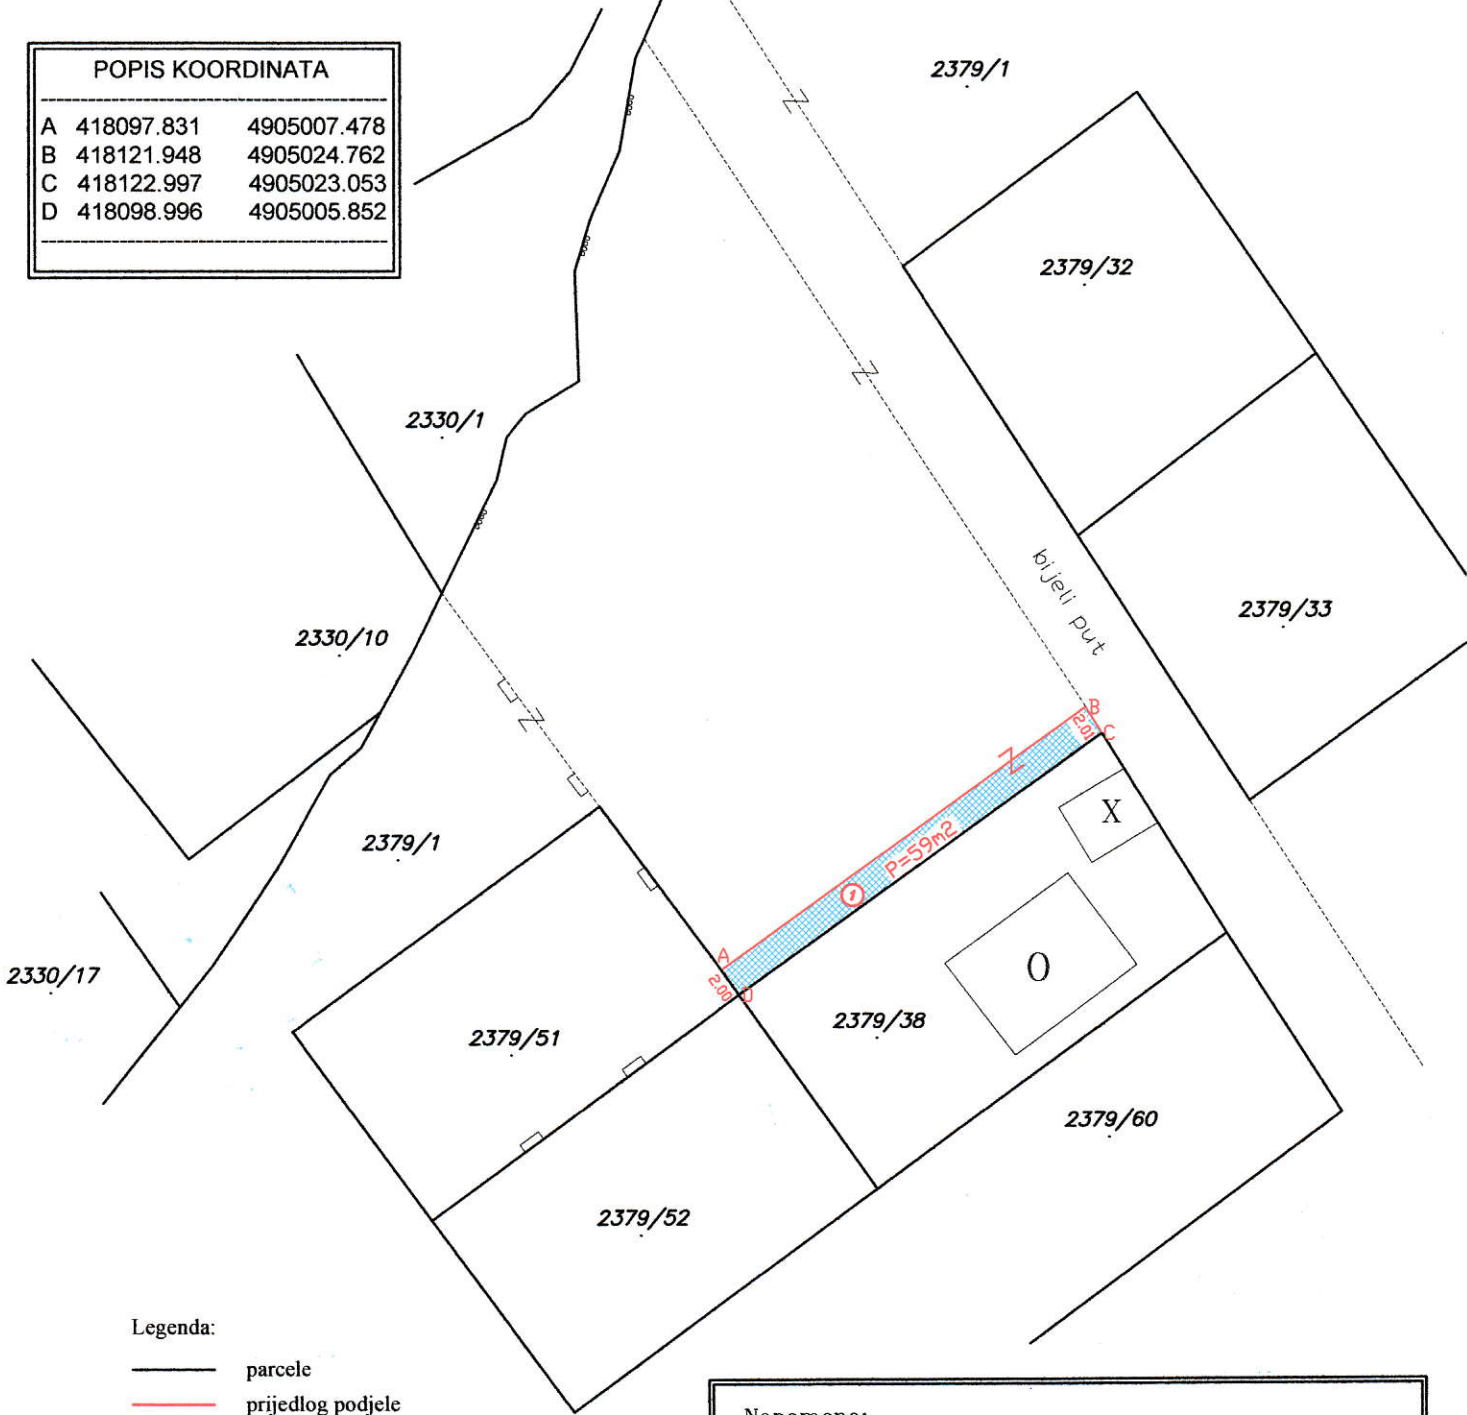 POPIS KOORDINATA
A 418097.831 4905007.478
B 418121.948 4905024.762
C 418122.997 4905023.053
D 418098.996 4905005.852
2379/1
2379/32
2330/1
bijeli put
2379/33
2330/10
B
2.01
C
X
2379/1
P=59m2
1
A
2.00
D
O
2330/17
2379/38
2379/51
2379/60
2379/52
Legenda:
parcele
prijedlog podjele